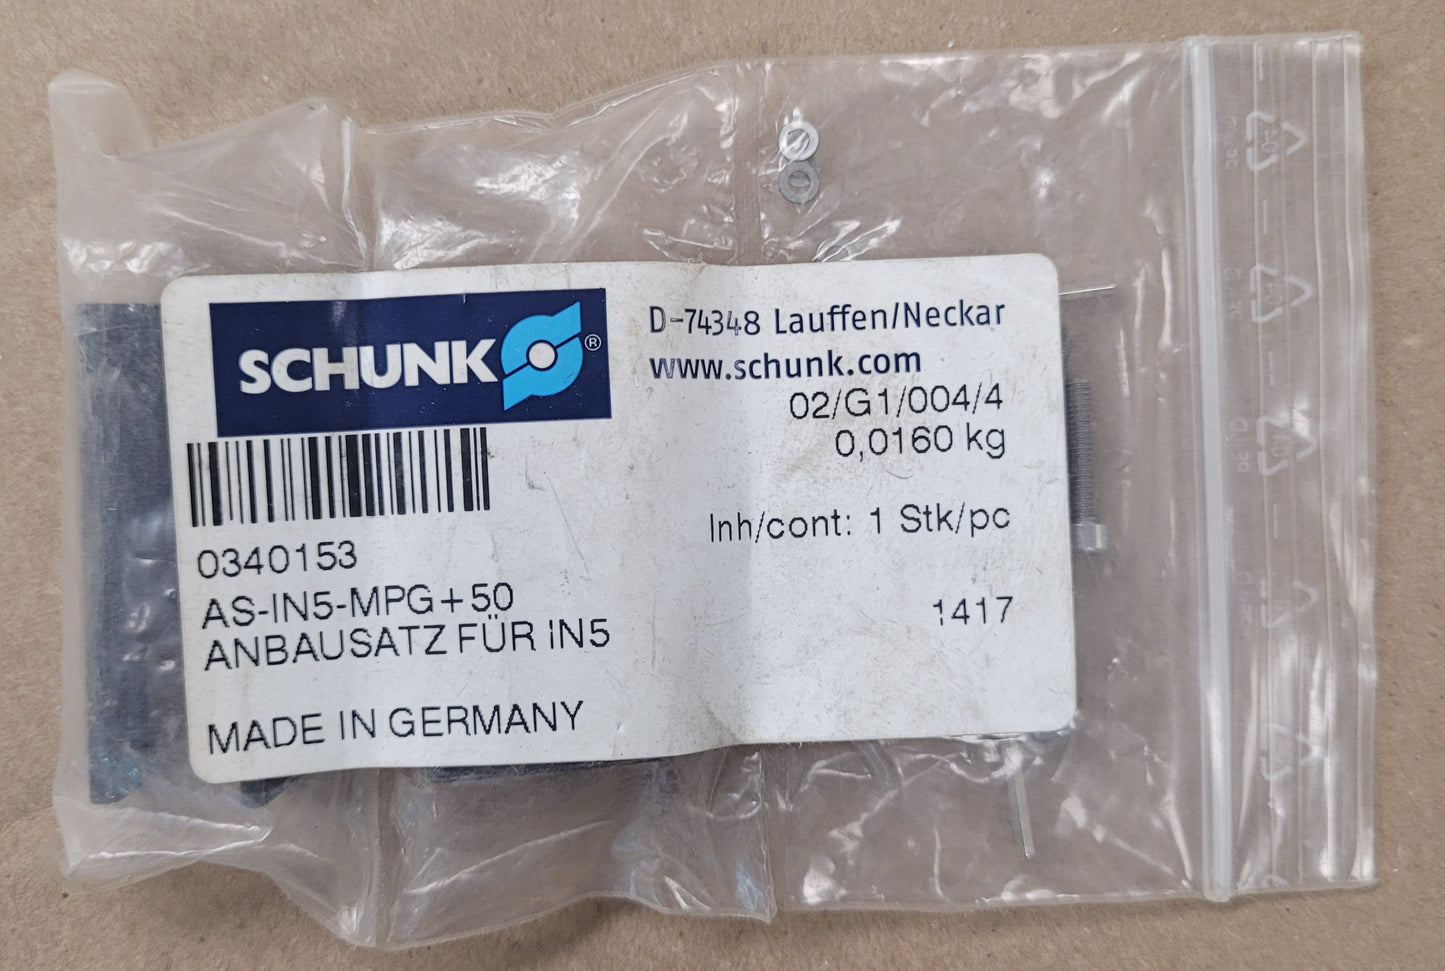 SCHUNK ®
D-74348 Lauffen/Neckar
www.schunk.com
02/G1/004/4
0,0160 kg
Inh/cont: 1 Stk/pc
0340153
AS-IN5-MPG+50
ANBAUSATZ FÜR IN5
1417
MADE IN GERMANY